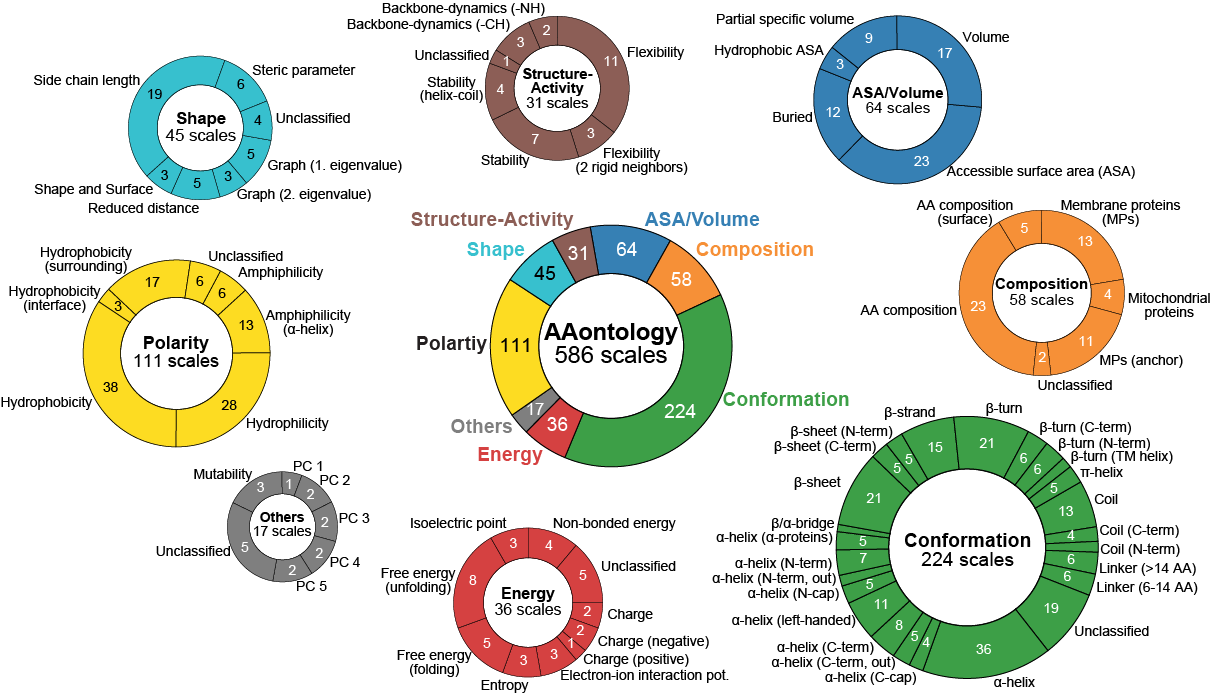 Backbone-dynamics (-NH)
Backbone-dynamics (-CH)
Unclassified
Stability
(helix-coil)
Stability
Flexibility
Flexibility
(2 rigid neighbors)
2
3
1
4
7
3
11
Structure-
Activity
31 scales
Partial specific volume
Hydrophobic ASA
Buried
Volume
Accessible surface area (ASA)
9
17
3
12
23
ASA/Volume
64 scales
Side chain length
Steric parameter
Unclassified
Graph (1. eigenvalue)
Graph (2. eigenvalue)
Reduced distance
Shape and Surface
19
6
4
5
3
5
3
Shape
45 scales
Structure-Activity
ASA/Volume
Shape
Composition
Polartiy
Conformation
Others
Energy
31
64
45
58
111
224
17
36
AAontology
586 scales
AA composition
(surface)
Membrane proteins
(MPs)
AA composition
Mitochondrial
proteins
MPs (anchor)
Unclassified
5
13
23
4
11
2
Composition
58 scales
Hydrophobicity
(surrounding)
Unclassified
Amphiphilicity
Hydrophobicity
(interface)
Amphiphilicity
(α-helix)
Hydrophobicity
Hydrophilicity
17
6
6
3
13
38
28
Polarity
111 scales
Mutability
PC 1
PC 2
PC 3
PC 4
PC 5
Unclassified
3
1
2
2
2
2
5
Others
17 scales
Isoelectric point
Non-bonded energy
Unclassified
Free energy
(unfolding)
Charge
Charge (negative)
Charge (positive)
Electron-ion interaction pot.
Entropy
Free energy
(folding)
3
4
5
8
2
2
1
3
3
5
Energy
36 scales
β-strand
β-turn
β-sheet (N-term)
β-sheet (C-term)
β-turn (C-term)
β-turn (N-term)
β-turn (TM helix)
π-helix
β-sheet
Coil
β/α-bridge
α-helix (α-proteins)
Coil (C-term)
Coil (N-term)
Linker (>14 AA)
Linker (6-14 AA)
α-helix (N-term)
α-helix (N-term, out)
α-helix (N-cap)
α-helix (left-handed)
Unclassified
α-helix (C-term)
α-helix (C-term, out)
α-helix (C-cap)
α-helix
15
21
5
5
6
6
5
21
13
4
5
7
6
6
5
11
19
8
5
4
36
Conformation
224 scales